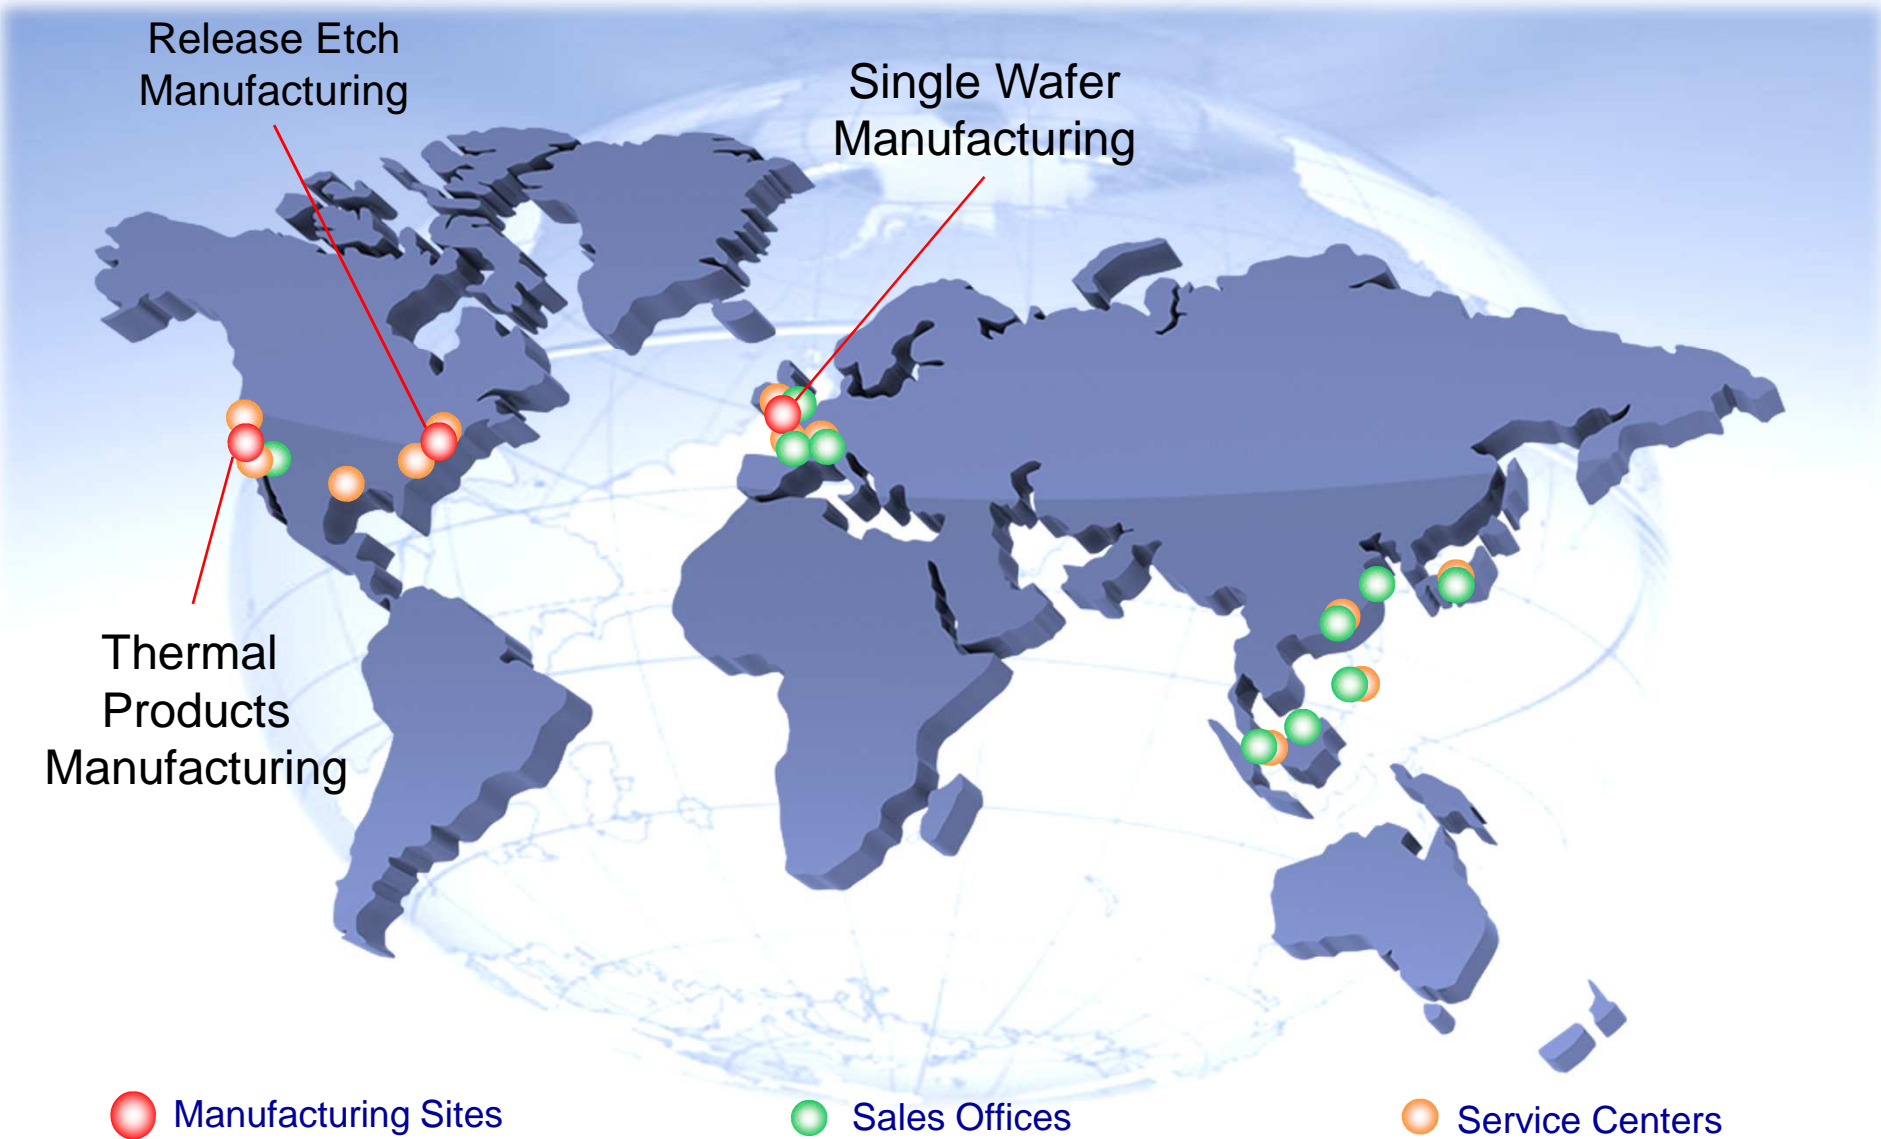 Release Etch
Manufacturing
Single Wafer
Manufacturing
Thermal
Products
Manufacturing
Manufacturing Sites
Sales Offices
Service Centers